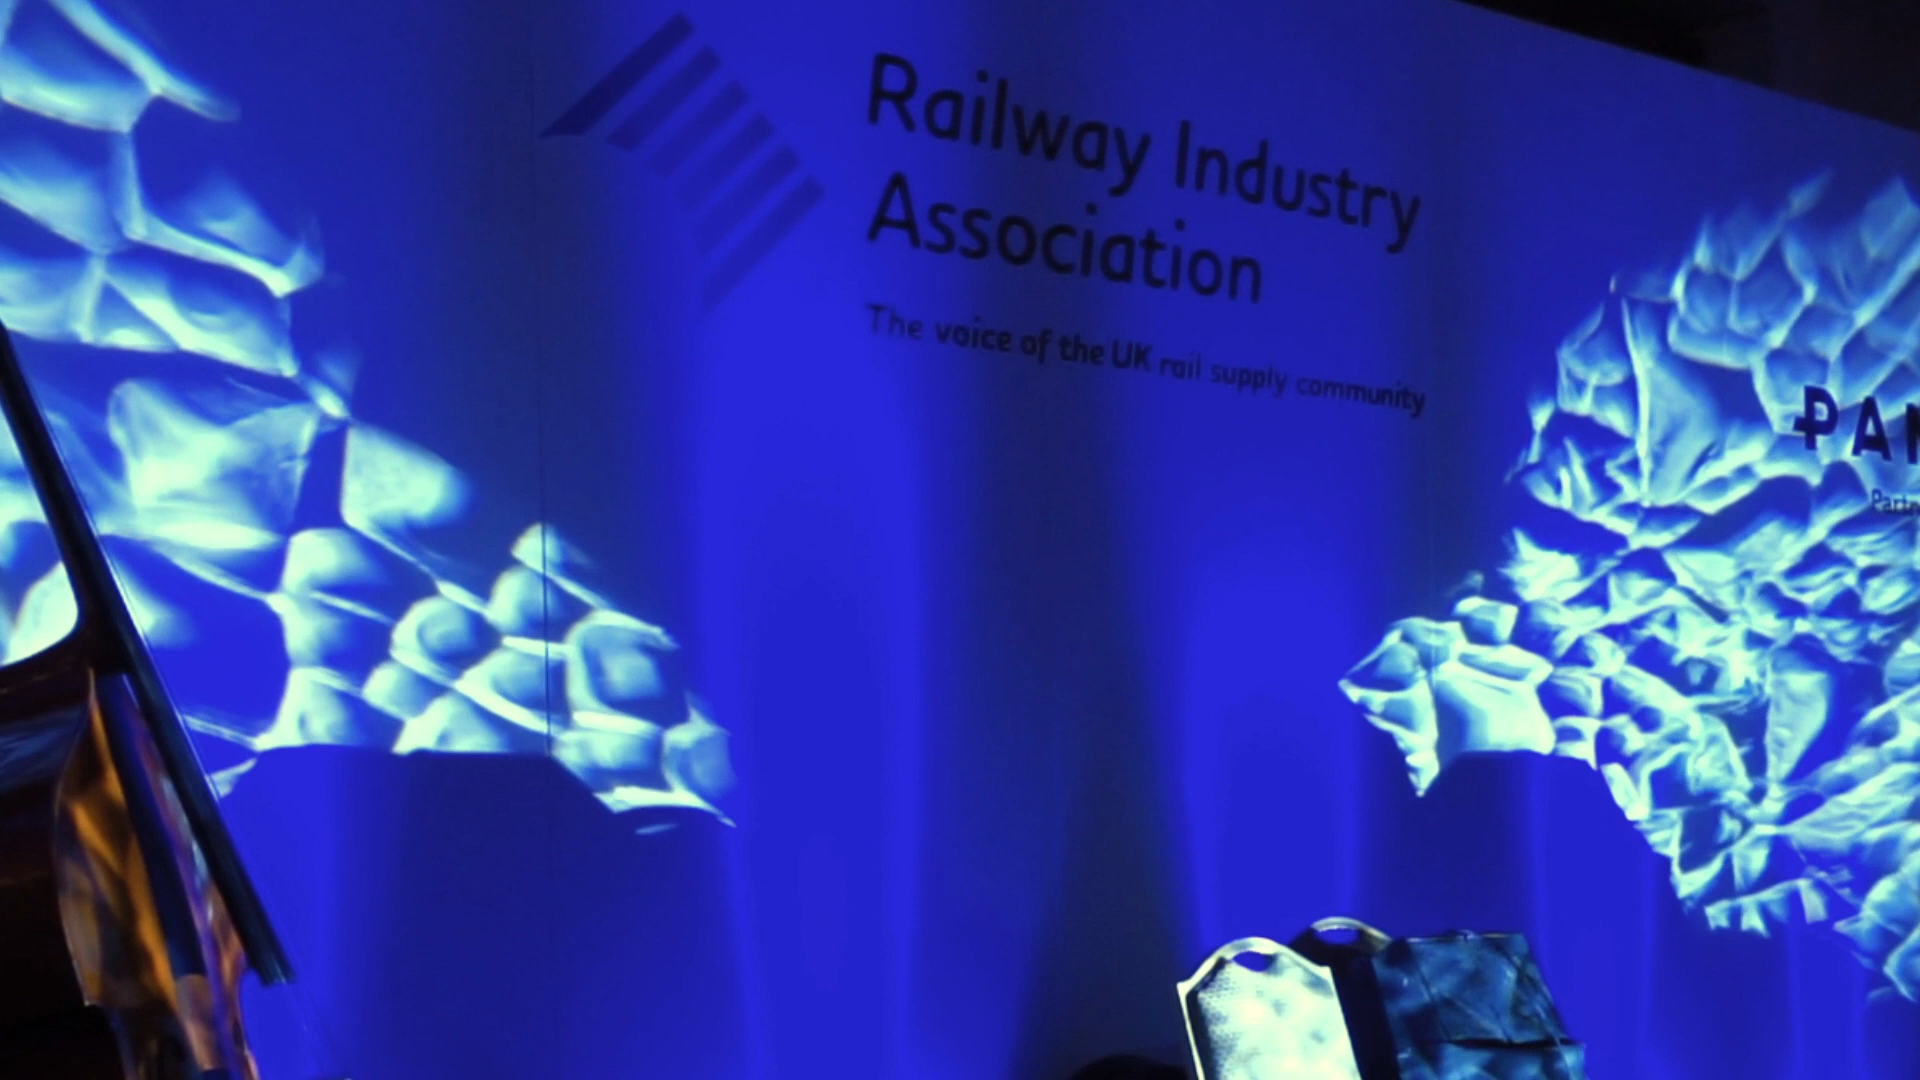 Railway Industry
Association
The voice of the UK rail supply community